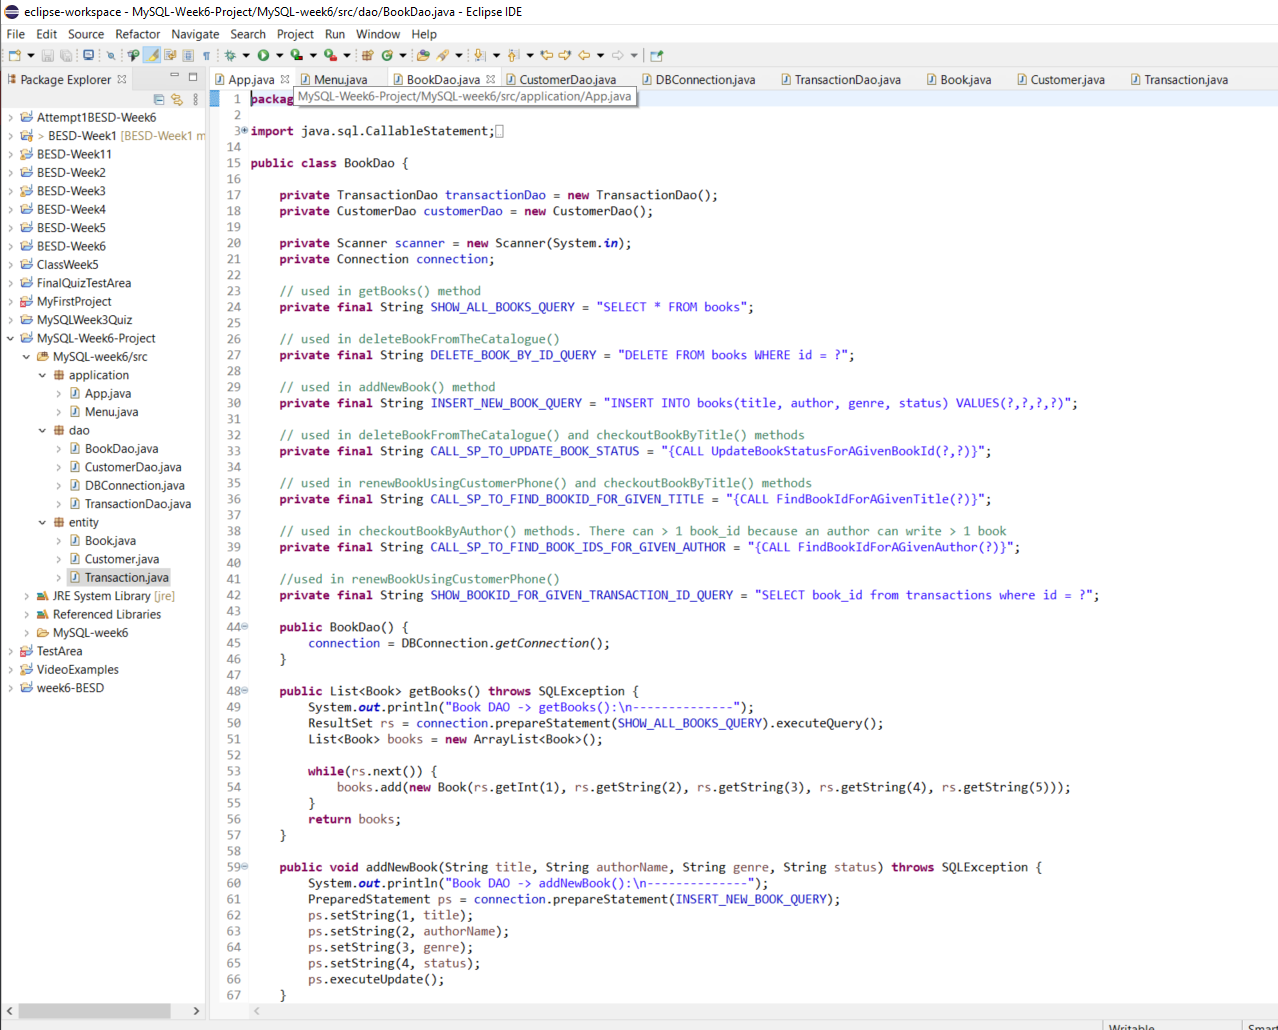 eclipse-workspace - MySQL-Week6-Project/MySQL-week6/src/dao/BookDao.java - Eclipse IDE
File Edit Source Refactor Navigate Search Project Run Window Help
Package Explorer
App.java Menu.java BookDao.java CustomerDao.java DBConnection.java TransactionDao.java Book.java Customer.java Transaction.java
MySQL-Week6-Project/MySQL-week6/src/application/App.java
Attempt1BESD-Week6
> BESD-Week1 [BESD-Week1 m
BESD-Week11
BESD-Week2
BESD-Week3
BESD-Week4
BESD-Week5
BESD-Week6
ClassWeek5
FinalQuizTestArea
MyFirstProject
MySQLWeek3Quiz
MySQL-Week6-Project
MySQL-week6/src
application
App.java
Menu.java
dao
BookDao.java
CustomerDao.java
DBConnection.java
TransactionDao.java
entity
Book.java
Customer.java
Transaction.java
JRE System Library [jre]
Referenced Libraries
MySQL-week6
TestArea
VideoExamples
week6-BESD
1 packag
2
3 import java.sql.CallableStatement;
14
15 public class BookDao {
16
17 private TransactionDao transactionDao = new TransactionDao();
18 private CustomerDao customerDao = new CustomerDao();
19
20 private Scanner scanner = new Scanner(System.in);
21 private Connection connection;
22
23 // used in getBooks() method
24 private final String SHOW_ALL_BOOKS_QUERY = "SELECT * FROM books";
25
26 // used in deleteBookFromTheCatalogue()
27 private final String DELETE_BOOK_BY_ID_QUERY = "DELETE FROM books WHERE id = ?";
28
29 // used in addNewBook() method
30 private final String INSERT_NEW_BOOK_QUERY = "INSERT INTO books(title, author, genre, status) VALUES(?,?,?,?)";
31
32 // used in deleteBookFromTheCatalogue() and checkoutBookByTitle() methods
33 private final String CALL_SP_TO_UPDATE_BOOK_STATUS = "{CALL UpdateBookStatusForAGivenBookId(?,?)}";
34
35 // used in renewBookUsingCustomerPhone() and checkoutBookByTitle() methods
36 private final String CALL_SP_TO_FIND_BOOKID_FOR_GIVEN_TITLE = "{CALL FindBookIdForAGivenTitle(?)}";
37
38 // used in checkoutBookByAuthor() methods. There can > 1 book_id because an author can write > 1 book
39 private final String CALL_SP_TO_FIND_BOOK_IDS_FOR_GIVEN_AUTHOR = "{CALL FindBookIdForAGivenAuthor(?)}";
40
41 //used in renewBookUsingCustomerPhone()
42 private final String SHOW_BOOKID_FOR_GIVEN_TRANSACTION_ID_QUERY = "SELECT book_id from transactions where id = ?";
43
44 public BookDao() {
45 connection = DBConnection.getConnection();
46 }
47
48 public List<Book> getBooks() throws SQLException {
49 System.out.println("Book DAO -> getBooks():\n--------------");
50 ResultSet rs = connection.prepareStatement(SHOW_ALL_BOOKS_QUERY).executeQuery();
51 List<Book> books = new ArrayList<Book>();
52
53 while(rs.next()) {
54 books.add(new Book(rs.getInt(1), rs.getString(2), rs.getString(3), rs.getString(4), rs.getString(5)));
55 }
56 return books;
57 }
58
59 public void addNewBook(String title, String authorName, String genre, String status) throws SQLException {
60 System.out.println("Book DAO -> addNewBook():\n--------------");
61 PreparedStatement ps = connection.prepareStatement(INSERT_NEW_BOOK_QUERY);
62 ps.setString(1, title);
63 ps.setString(2, authorName);
64 ps.setString(3, genre);
65 ps.setString(4, status);
66 ps.executeUpdate();
67 }
Writable Smart